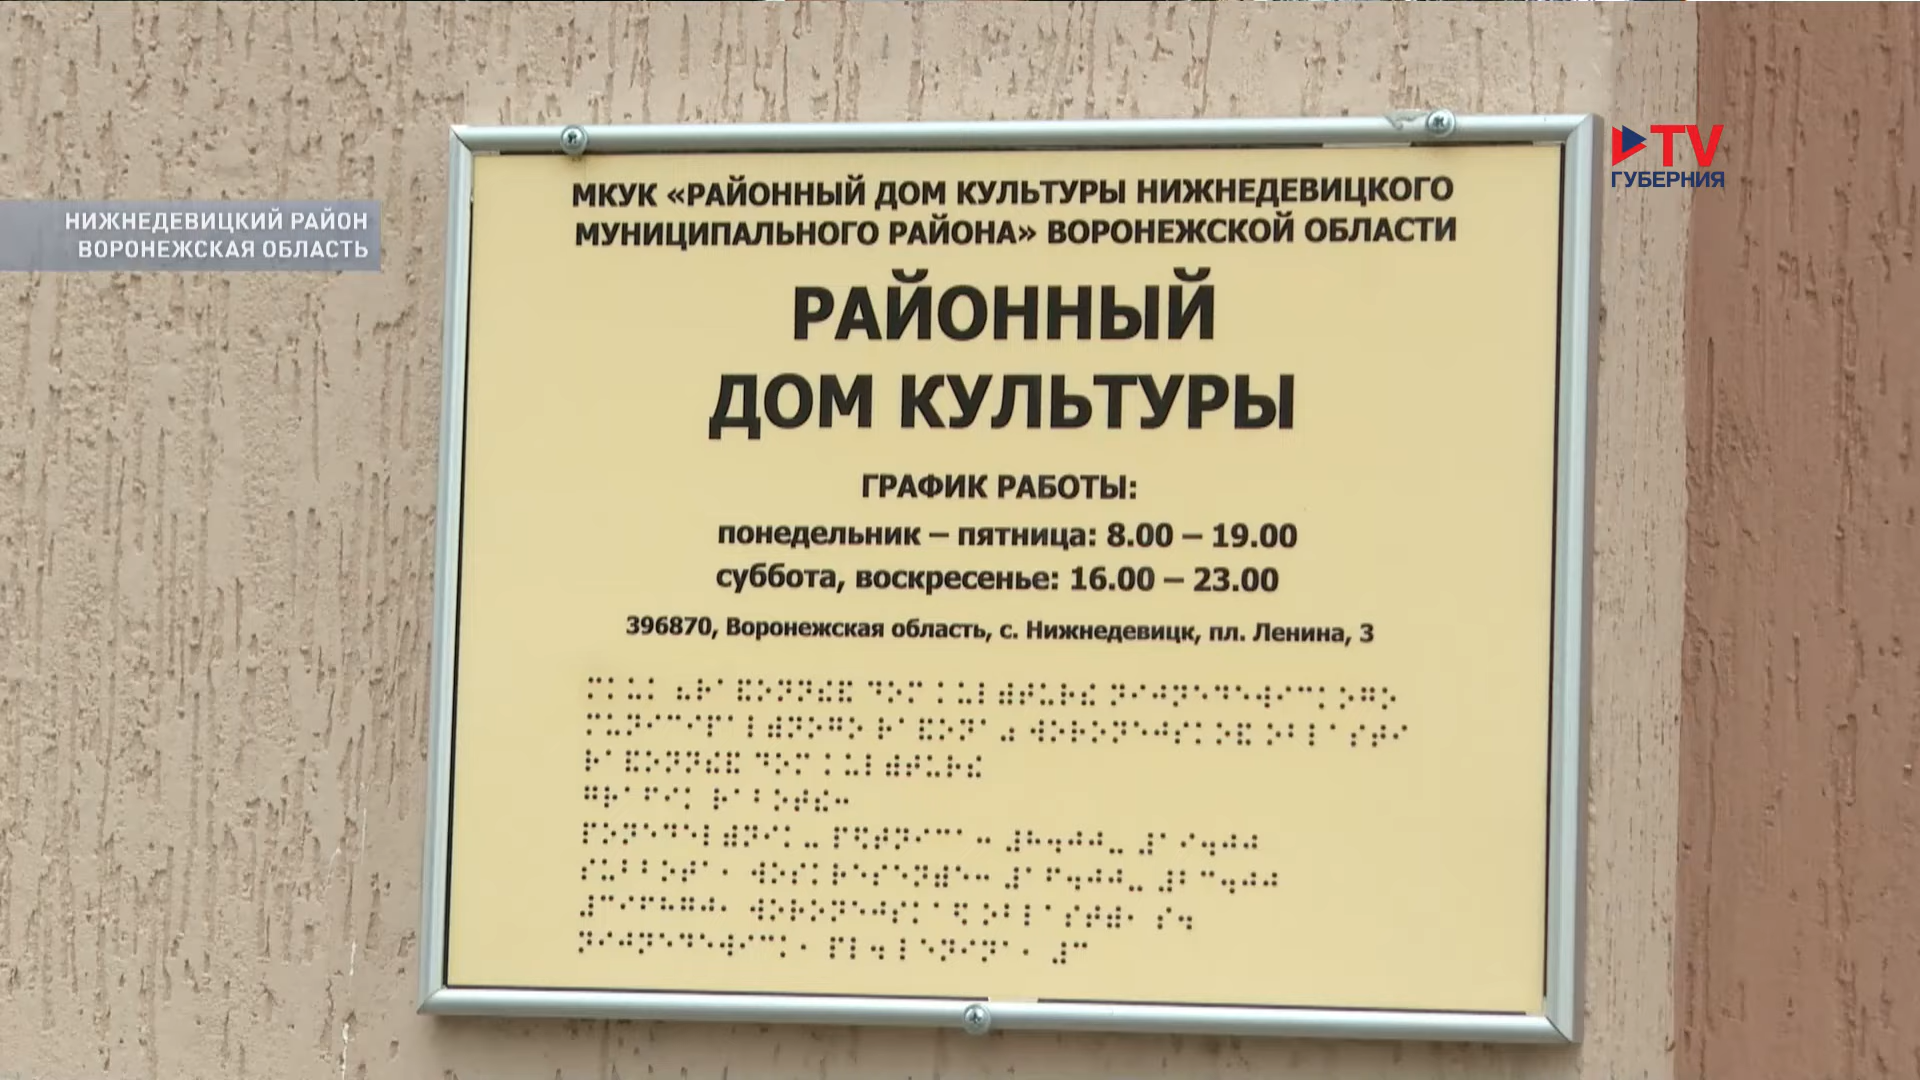 TV
ГУБЕРНИЯ
НИЖНЕДЕВИЦКИЙ РАЙОН
ВОРОНЕЖСКАЯ ОБЛАСТЬ
МКУК «РАЙОННЫЙ ДОМ КУЛЬТУРЫ НИЖНЕДЕВИЦКОГО
МУНИЦИПАЛЬНОГО РАЙОНА» ВОРОНЕЖСКОЙ ОБЛАСТИ
РАЙОННЫЙ
ДОМ КУЛЬТУРЫ
ГРАФИК РАБОТЫ:
понедельник – пятница: 8.00 – 19.00
суббота, воскресенье: 16.00 – 23.00
396870, Воронежская область, с. Нижнедевицк, пл. Ленина, 3